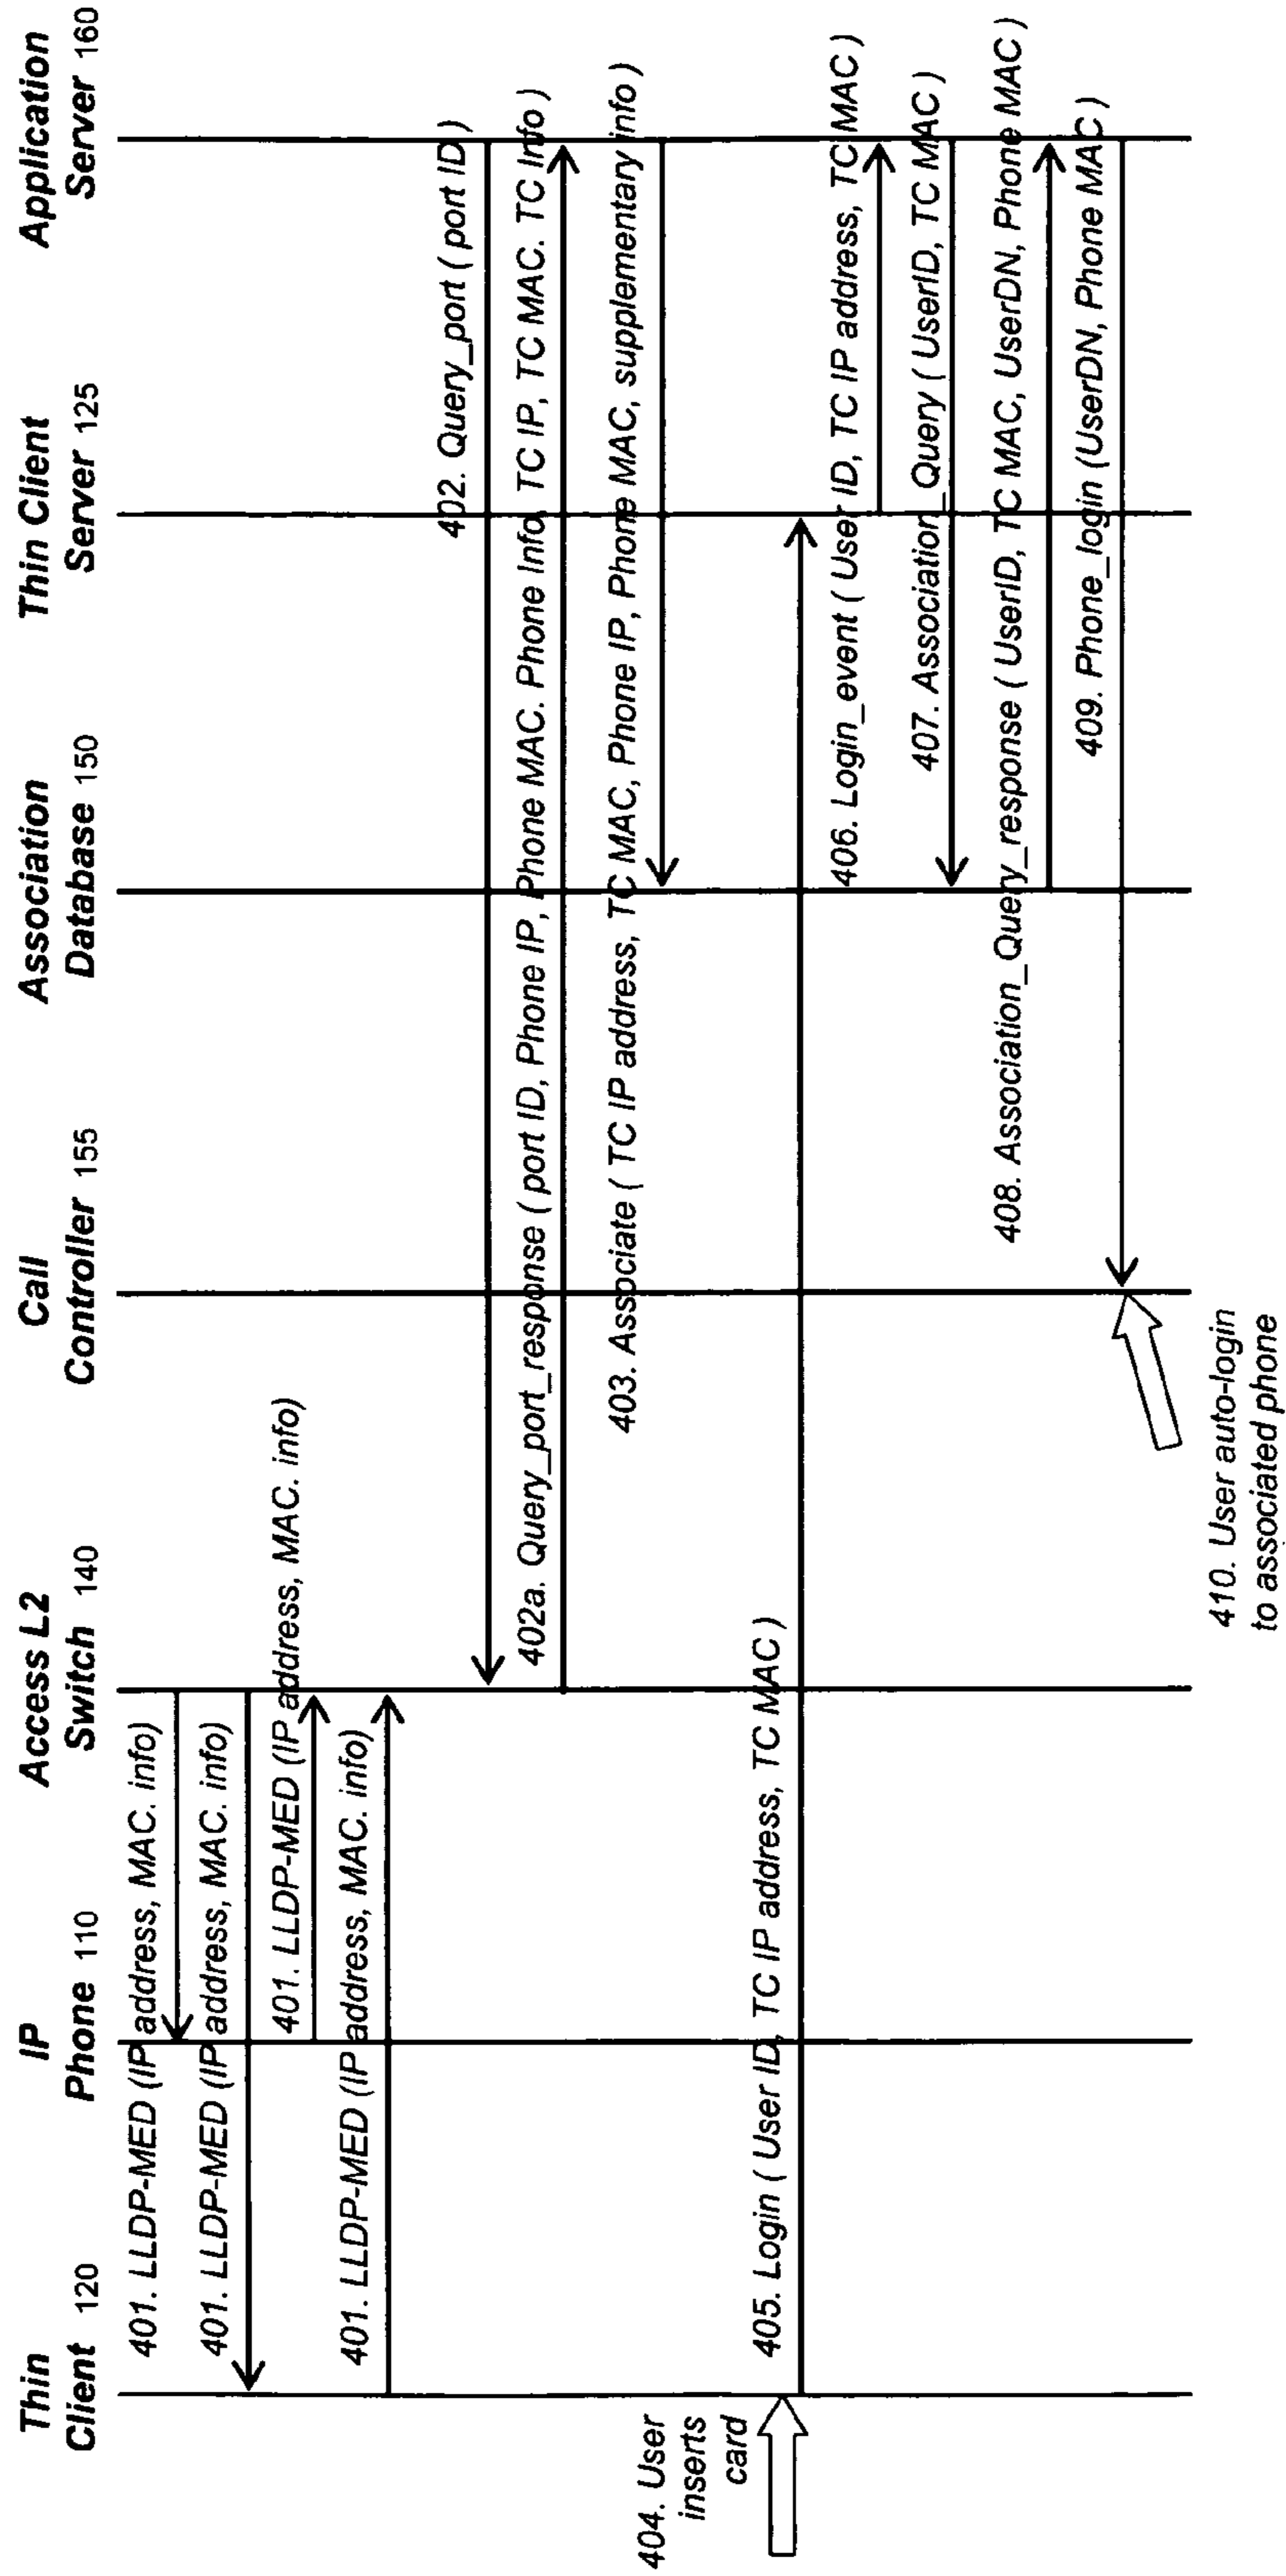 Thin
Client 120
IP
Phone 110
Access L2
Switch 140
Call
Controller 155
Association
Database 150
Thin Client
Server 125
Application
Server 160
401. LLDP-MED (IP address, MAC. info)
401. LLDP-MED (IP address, MAC. info)
401. LLDP-MED (IP address, MAC. info)
401. LLDP-MED (IP address, MAC. info)
402. Query_port ( port ID )
402a. Query_port_response ( port ID, Phone IP, Phone MAC. Phone Info, TC IP, TC MAC. TC Info )
403. Associate ( TC IP address, TC MAC, Phone IP, Phone MAC, supplementary info )
404. User
inserts
card
405. Login ( User ID, TC IP address, TC MAC )
406. Login_event ( User ID, TC IP address, TC MAC )
407. Association_Query ( UserID, TC MAC )
408. Association_Query_response ( UserID, TC MAC, UserDN, Phone MAC )
409. Phone_login (UserDN, Phone MAC )
410. User auto-login
to associated phone